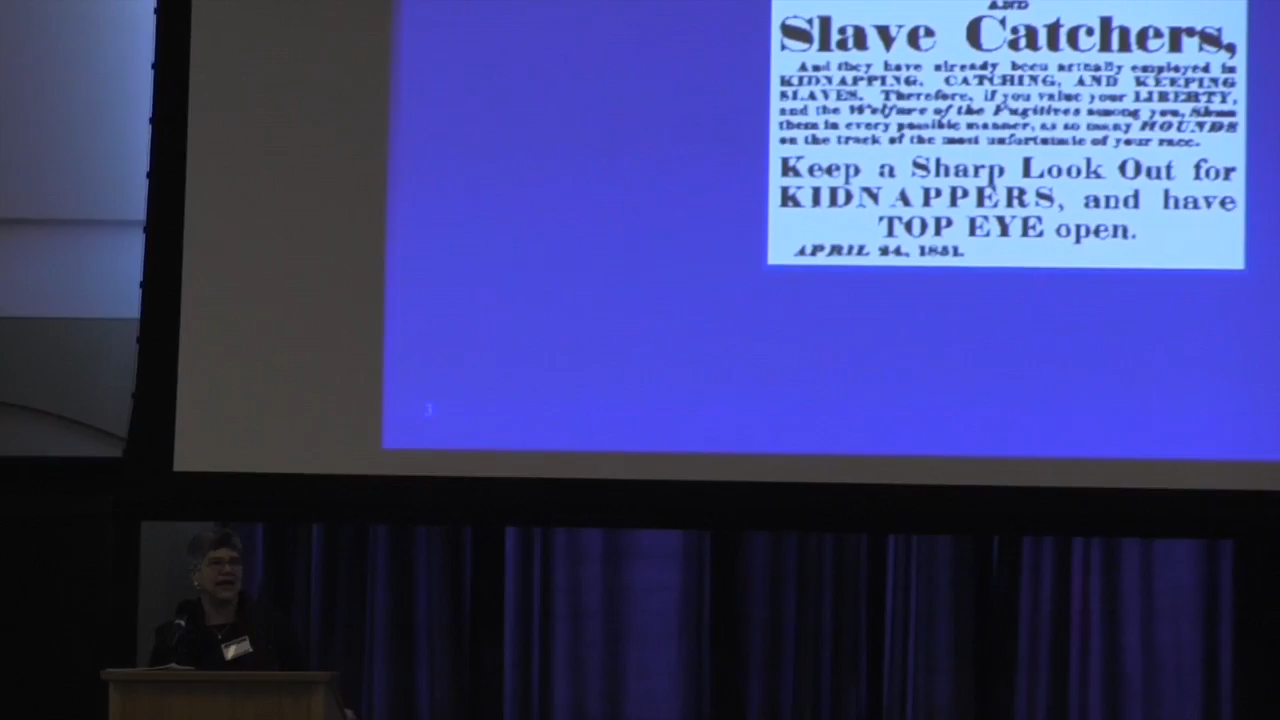 AND
Slave Catchers,
And they have already been actually employed in
KIDNAPPING, CATCHING, AND KEEPING
SLAVES. Therefore, if you value your LIBERTY,
and the Welfare of the Fugitives among you, Shun
them in every possible manner, as so many HOUNDS
on the track of the most unfortunate of your race.
Keep a Sharp Look Out for
KIDNAPPERS, and have
TOP EYE open.
APRIL 24, 1851.
3